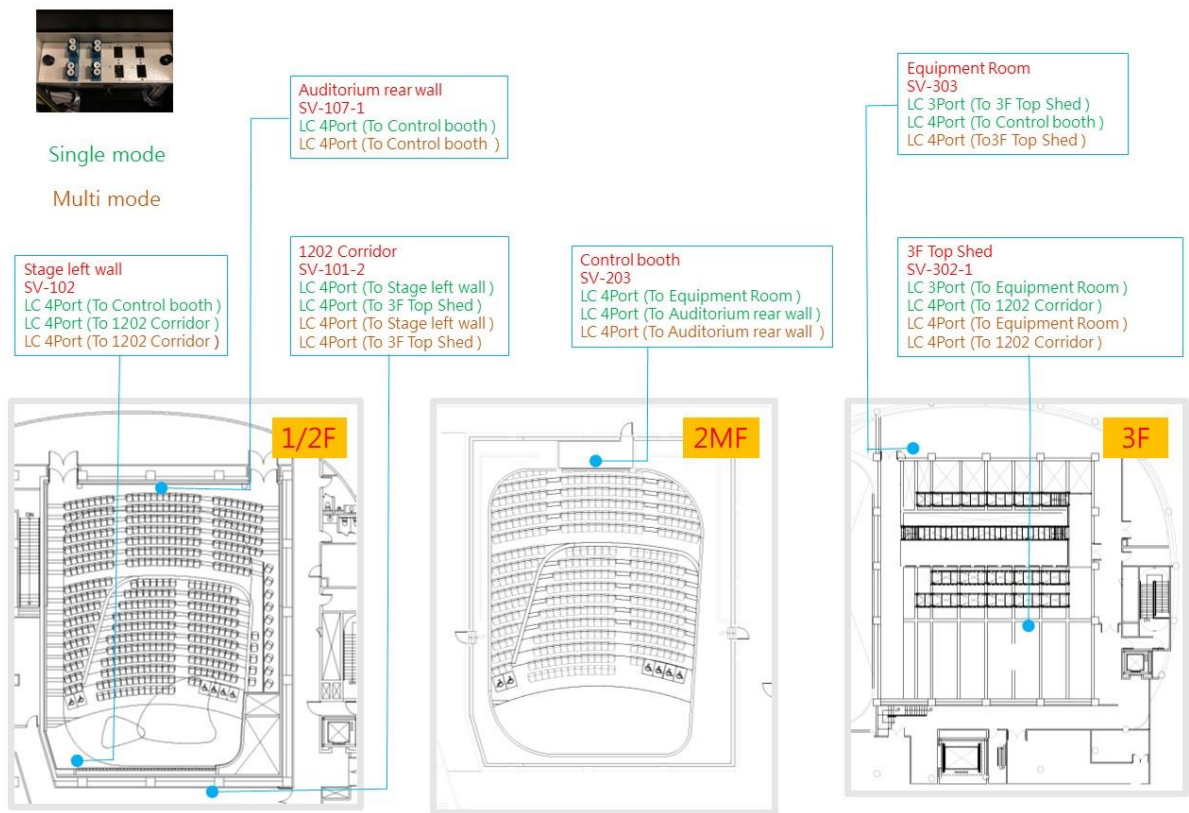 Single mode
Multi mode
Auditorium rear wall
SV-107-1
LC 4Port (To Control booth )
LC 4Port (To Control booth )
Equipment Room
SV-303
LC 3Port (To 3F Top Shed )
LC 4Port (To Control booth )
LC 4Port (To3F Top Shed )
Stage left wall
SV-102
LC 4Port (To Control booth )
LC 4Port (To 1202 Corridor )
LC 4Port (To 1202 Corridor )
1202 Corridor
SV-101-2
LC 4Port (To Stage left wall )
LC 4Port (To 3F Top Shed )
LC 4Port (To Stage left wall )
LC 4Port (To 3F Top Shed )
Control booth
SV-203
LC 4Port (To Equipment Room )
LC 4Port (To Auditorium rear wall )
LC 4Port (To Auditorium rear wall )
3F Top Shed
SV-302-1
LC 3Port (To Equipment Room )
LC 4Port (To 1202 Corridor )
LC 4Port (To Equipment Room )
LC 4Port (To 1202 Corridor )
1/2F
2MF
3F